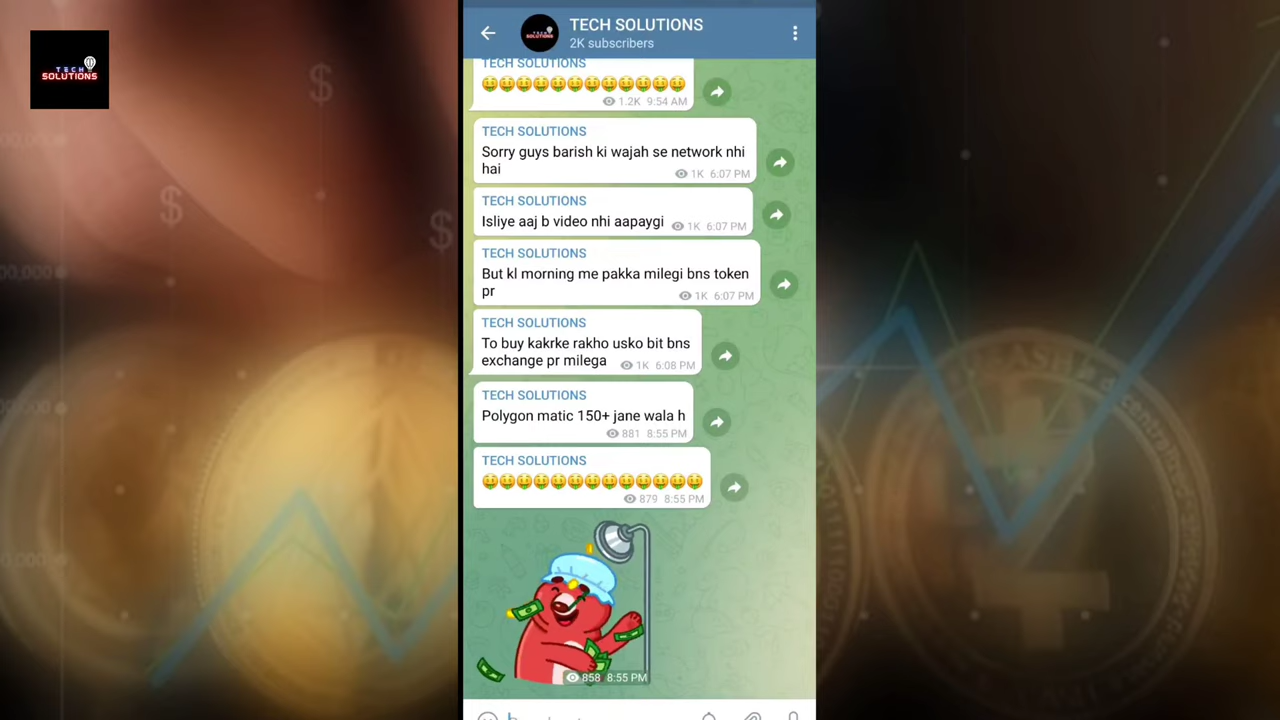 TECH
SOLUTIONS
TECH SOLUTIONS
2K subscribers
TECH SOLUTIONS
🤑🤑🤑🤑🤑🤑🤑🤑🤑🤑🤑🤑
1.2K 9:54 AM
TECH SOLUTIONS
Sorry guys barish ki wajah se network nhi
hai
1K 6:07 PM
TECH SOLUTIONS
Isliye aaj b video nhi aapaygi
1K 6:07 PM
TECH SOLUTIONS
But kl morning me pakka milegi bns token
pr
1K 6:07 PM
TECH SOLUTIONS
To buy kakrke rakho usko bit bns
exchange pr milega
1K 6:08 PM
TECH SOLUTIONS
Polygon matic 150+ jane wala h
881 8:55 PM
TECH SOLUTIONS
🤑🤑🤑🤑🤑🤑🤑🤑🤑🤑🤑🤑🤑
879 8:55 PM
858 8:55 PM